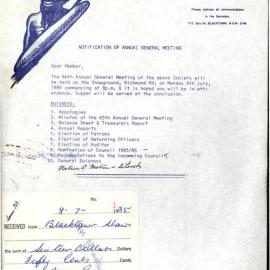 Please address all communications
to the Secretary
P.O. Box
BLACKTOWN, N.S.W. 2148
NOTIFICATION OF ANNUAL GENERAL MEETING
Dear Member,
The 66th Annual General Meeting of the above Society will
be held on the Showground, Richmond Rd; on Monday 8th July,
1985 commencing at 8p.m. & it is hoped you will be in att-
endance. Supper will be served at the conclusion.
BUSINESS:
1. Apologies
2. Minutes of the 65th Annual General Meeting
3. Balance Sheet & Treasurers Report
4. Annual Reports
5. Election of Patrons
6. Election of Returning Officers
7. Election of Auditor
8. Nomination of Council 1985/86
9. to the Incoming Council
10. General Business
Notice of Motion
No.
8-7-1985
RECEIVED from Blacktown Show
the sum of Dollars
Fifty Cents Cents